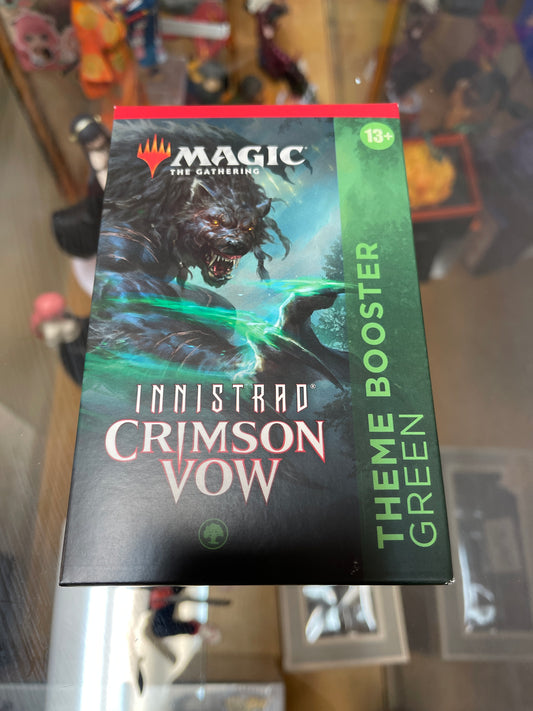 MAGIC
THE GATHERING
13+
INNISTRAD®
CRIMSON
VOW
THEME BOOSTER
GREEN